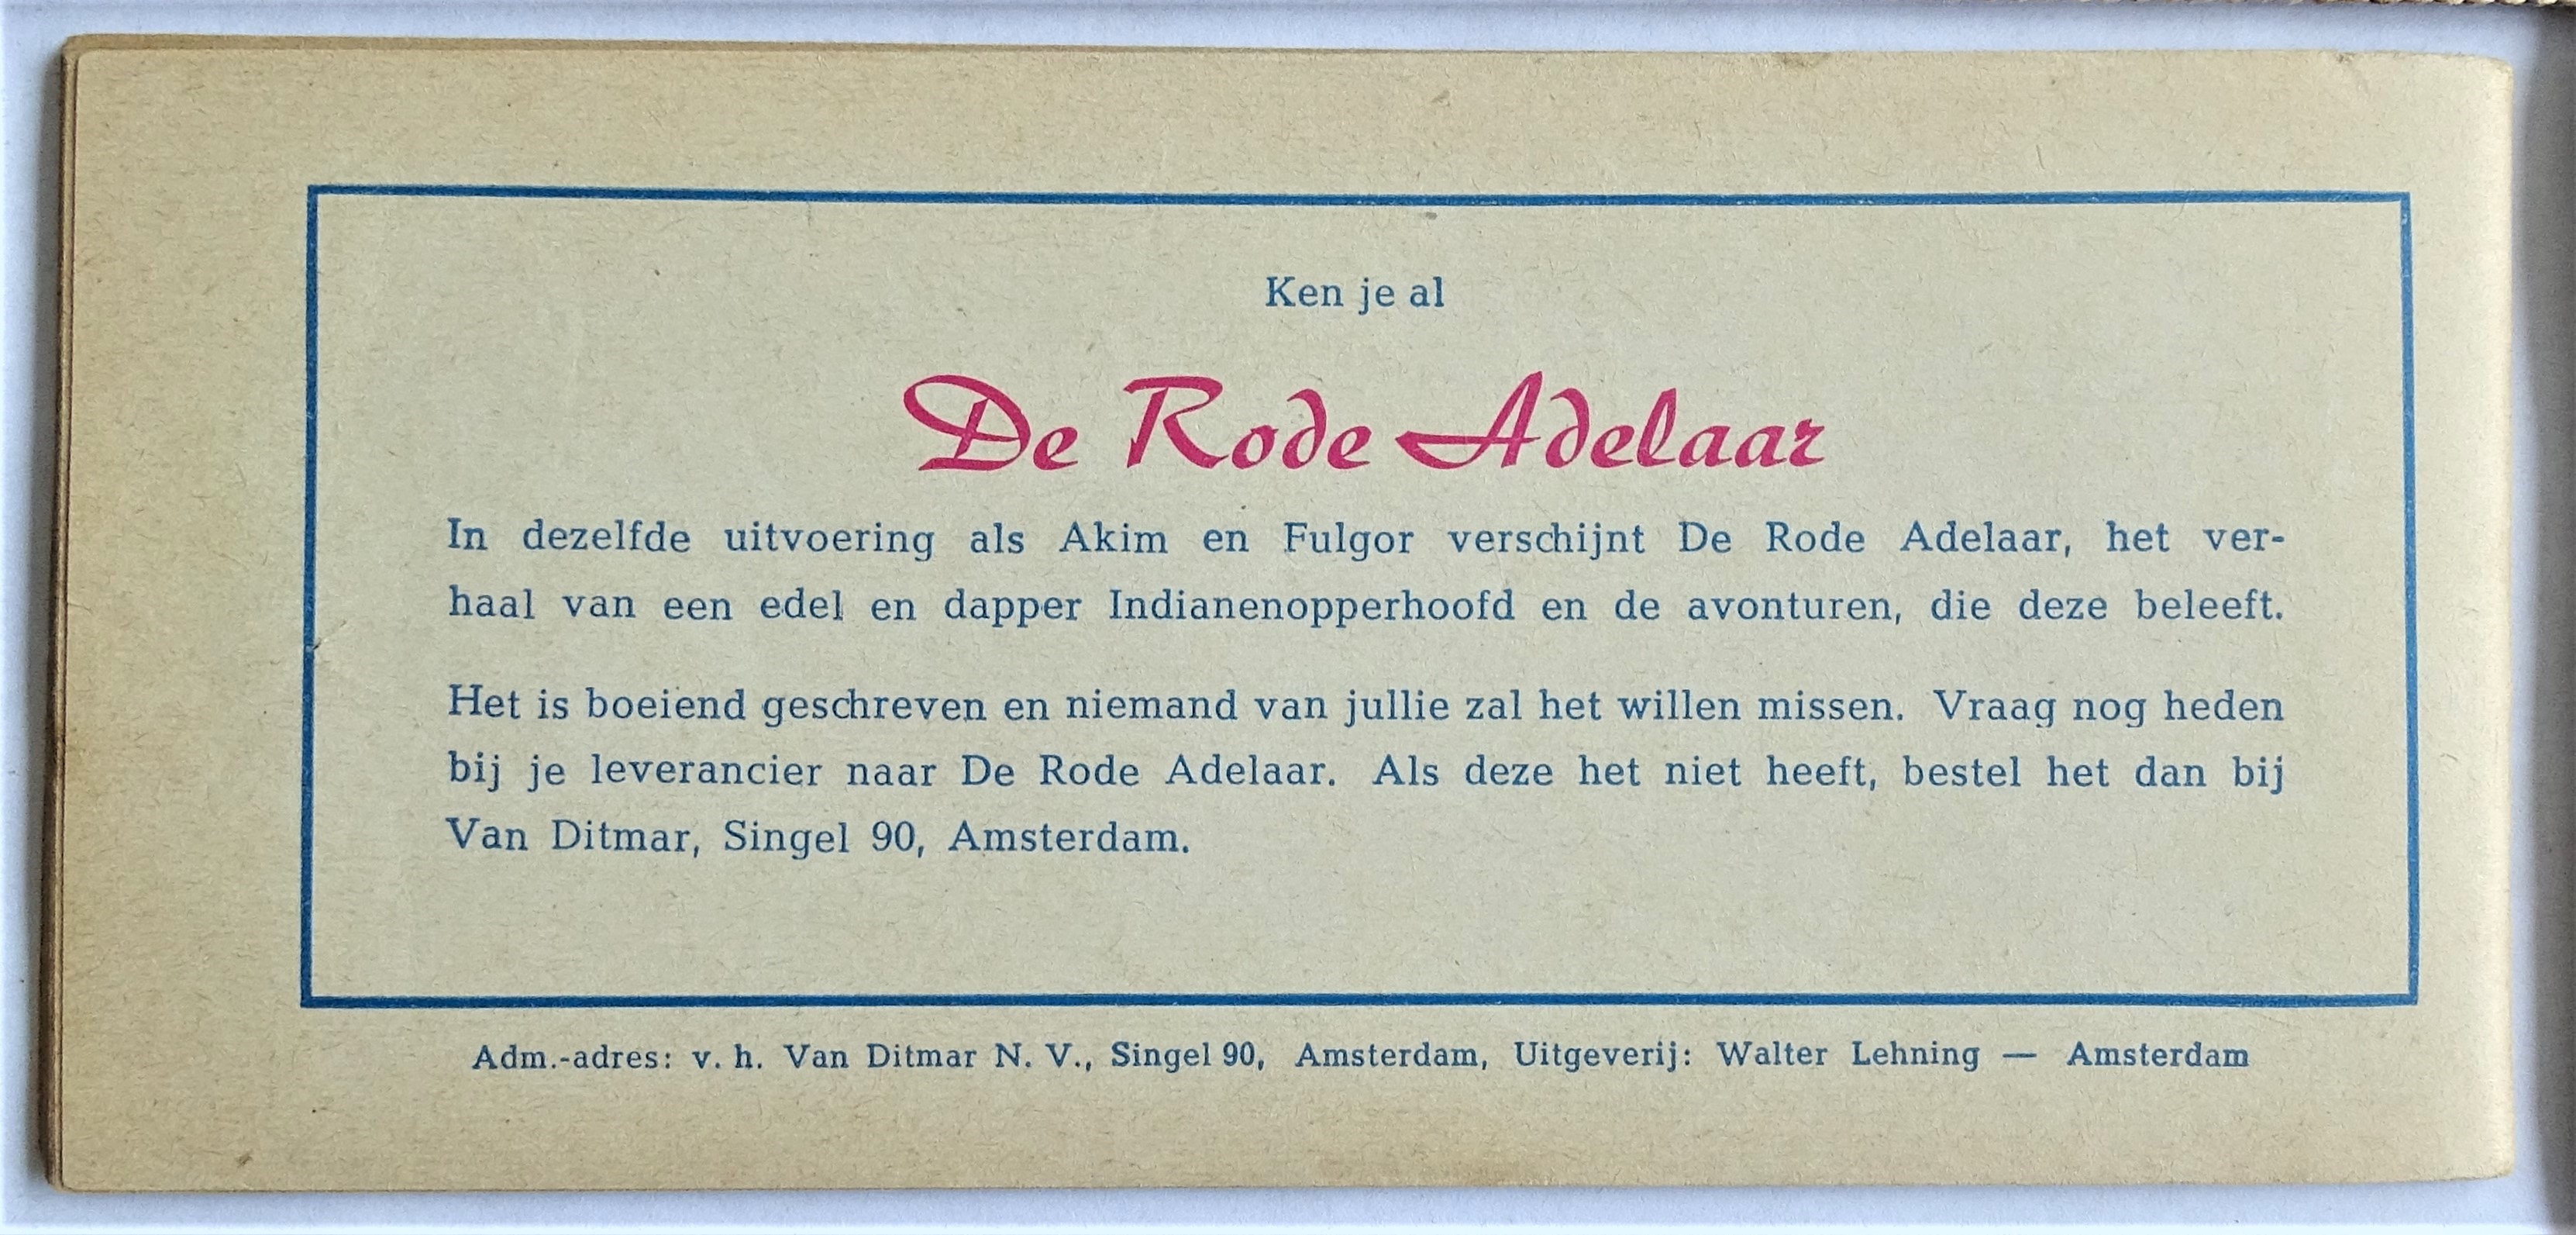 Ken je al
De Rode Adelaar
In dezelfde uitvoering als Akim en Fulgor verschijnt De Rode Adelaar, het ver-
haal van een edel en dapper Indianenopperhoofd en de avonturen, die deze beleeft.
Het is boeiend geschreven en niemand van jullie zal het willen missen. Vraag nog heden
bij je leverancier naar De Rode Adelaar. Als deze het niet heeft, bestel het dan bij
Van Ditmar, Singel 90, Amsterdam.
Adm.-adres: v. h. Van Ditmar N. V., Singel 90, Amsterdam, Uitgeverij: Walter Lehning — Amsterdam